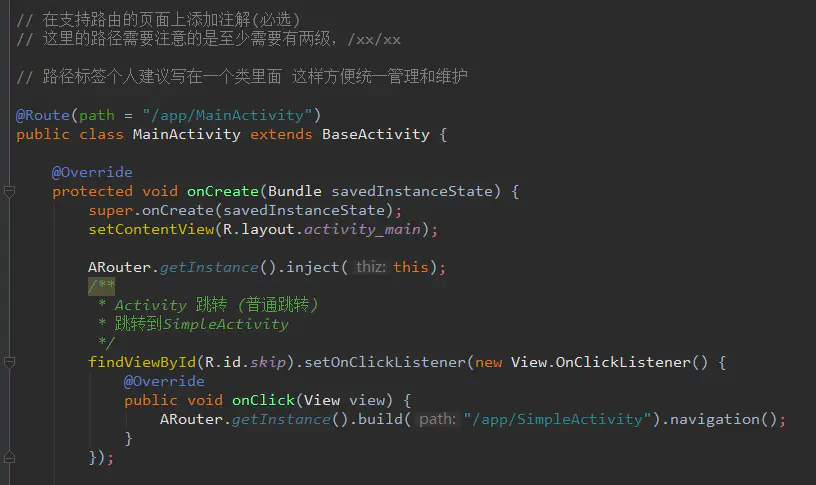 // 在支持路由的页面上添加注解(必选)
// 这里的路径需要注意的是至少需要有两级，/xx/xx
// 路径标签个人建议写在一个类里面 这样方便统一管理和维护
@Route(path = "/app/MainActivity")
public class MainActivity extends BaseActivity {
@Override
protected void onCreate(Bundle savedInstanceState) {
super.onCreate(savedInstanceState);
setContentView(R.layout.activity_main);
ARouter.getInstance().inject( thiz: this);
/**
* Activity 跳转 (普通跳转)
* 跳转到SimpleActivity
*/
findViewById(R.id.skip).setOnClickListener(new View.OnClickListener() {
@Override
public void onClick(View view) {
ARouter.getInstance().build( path: "/app/SimpleActivity").navigation();
}
});